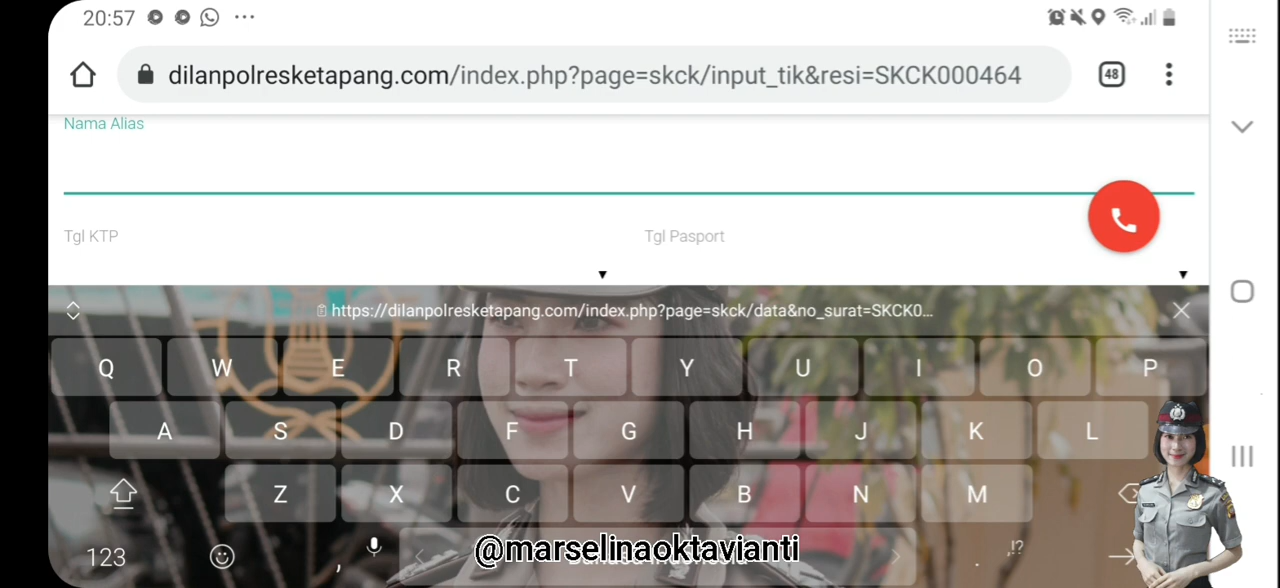 20:57
dilanpolresketapang.com/index.php?page=skck/input_tik&resi=SKCK000464
48
Nama Alias
Tgl KTP Tgl Pasport
https://dilanpolresketapang.com/index.php?page=skck/data&no_surat=SKCK0...
Q W E R T Y U I O P
A S D F G H J K L
Z X C V B N M
123 , . ,!?
@marselinaoktavianti